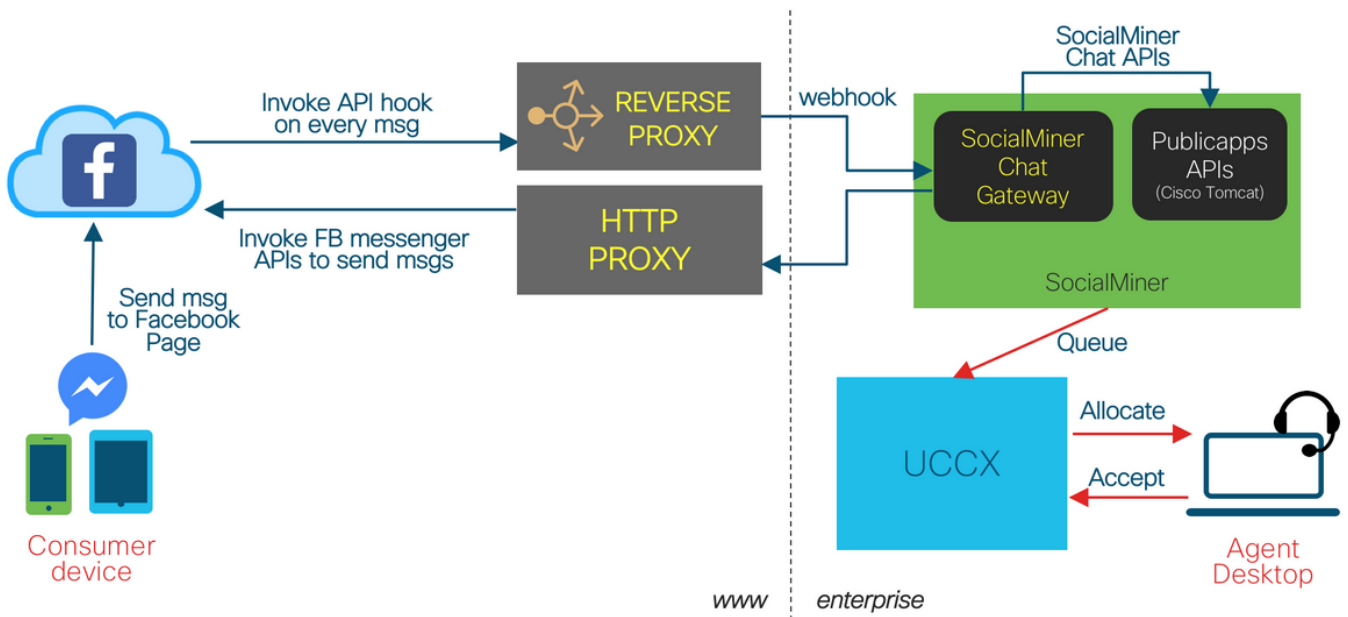 SocialMiner
Chat APIs
Invoke API hook
on every msg
REVERSE
PROXY
webhook
SocialMiner
Chat
Gateway
Publicapps
APIs
(Cisco Tomcat)
f
HTTP
PROXY
Invoke FB messenger
APIs to send msgs
SocialMiner
Send msg
to Facebook
Page
Queue
UCCX
Allocate
Accept
Consumer
device
Agent
Desktop
www
enterprise